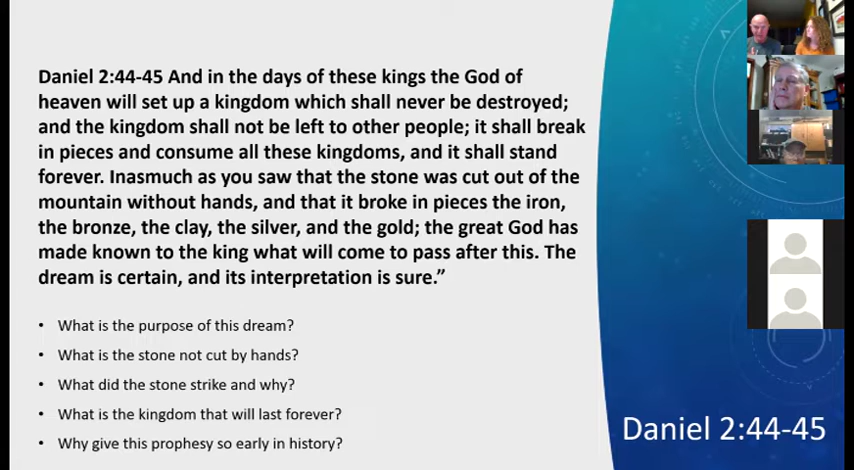 Daniel 2:44-45 And in the days of these kings the God of
heaven will set up a kingdom which shall never be destroyed;
and the kingdom shall not be left to other people; it shall break
in pieces and consume all these kingdoms, and it shall stand
forever. Inasmuch as you saw that the stone was cut out of the
mountain without hands, and that it broke in pieces the iron,
the bronze, the clay, the silver, and the gold; the great God has
made known to the king what will come to pass after this. The
dream is certain, and its interpretation is sure.”
• What is the purpose of this dream?
• What is the stone not cut by hands?
• What did the stone strike and why?
• What is the kingdom that will last forever?
• Why give this prophesy so early in history?
Daniel 2:44-45